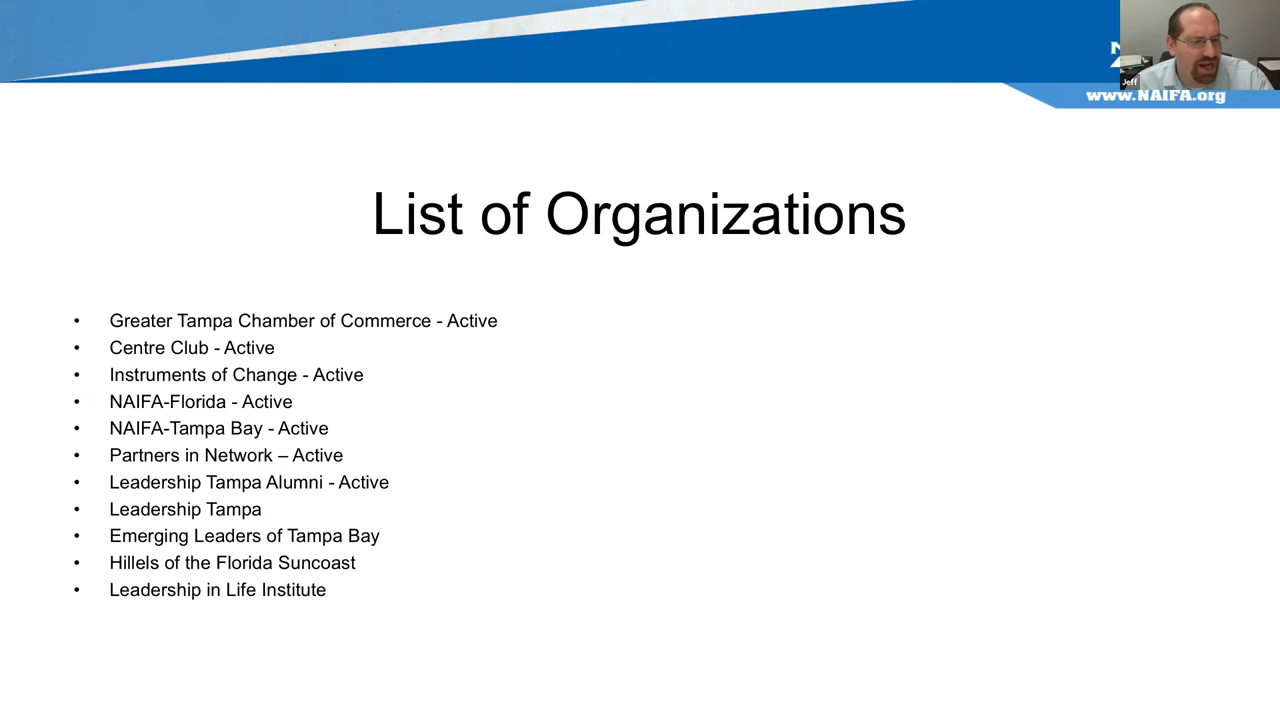 Jeff
www.NAIFA.org
List of Organizations
• Greater Tampa Chamber of Commerce - Active
• Centre Club - Active
• Instruments of Change - Active
• NAIFA-Florida - Active
• NAIFA-Tampa Bay - Active
• Partners in Network – Active
• Leadership Tampa Alumni - Active
• Leadership Tampa
• Emerging Leaders of Tampa Bay
• Hillels of the Florida Suncoast
• Leadership in Life Institute